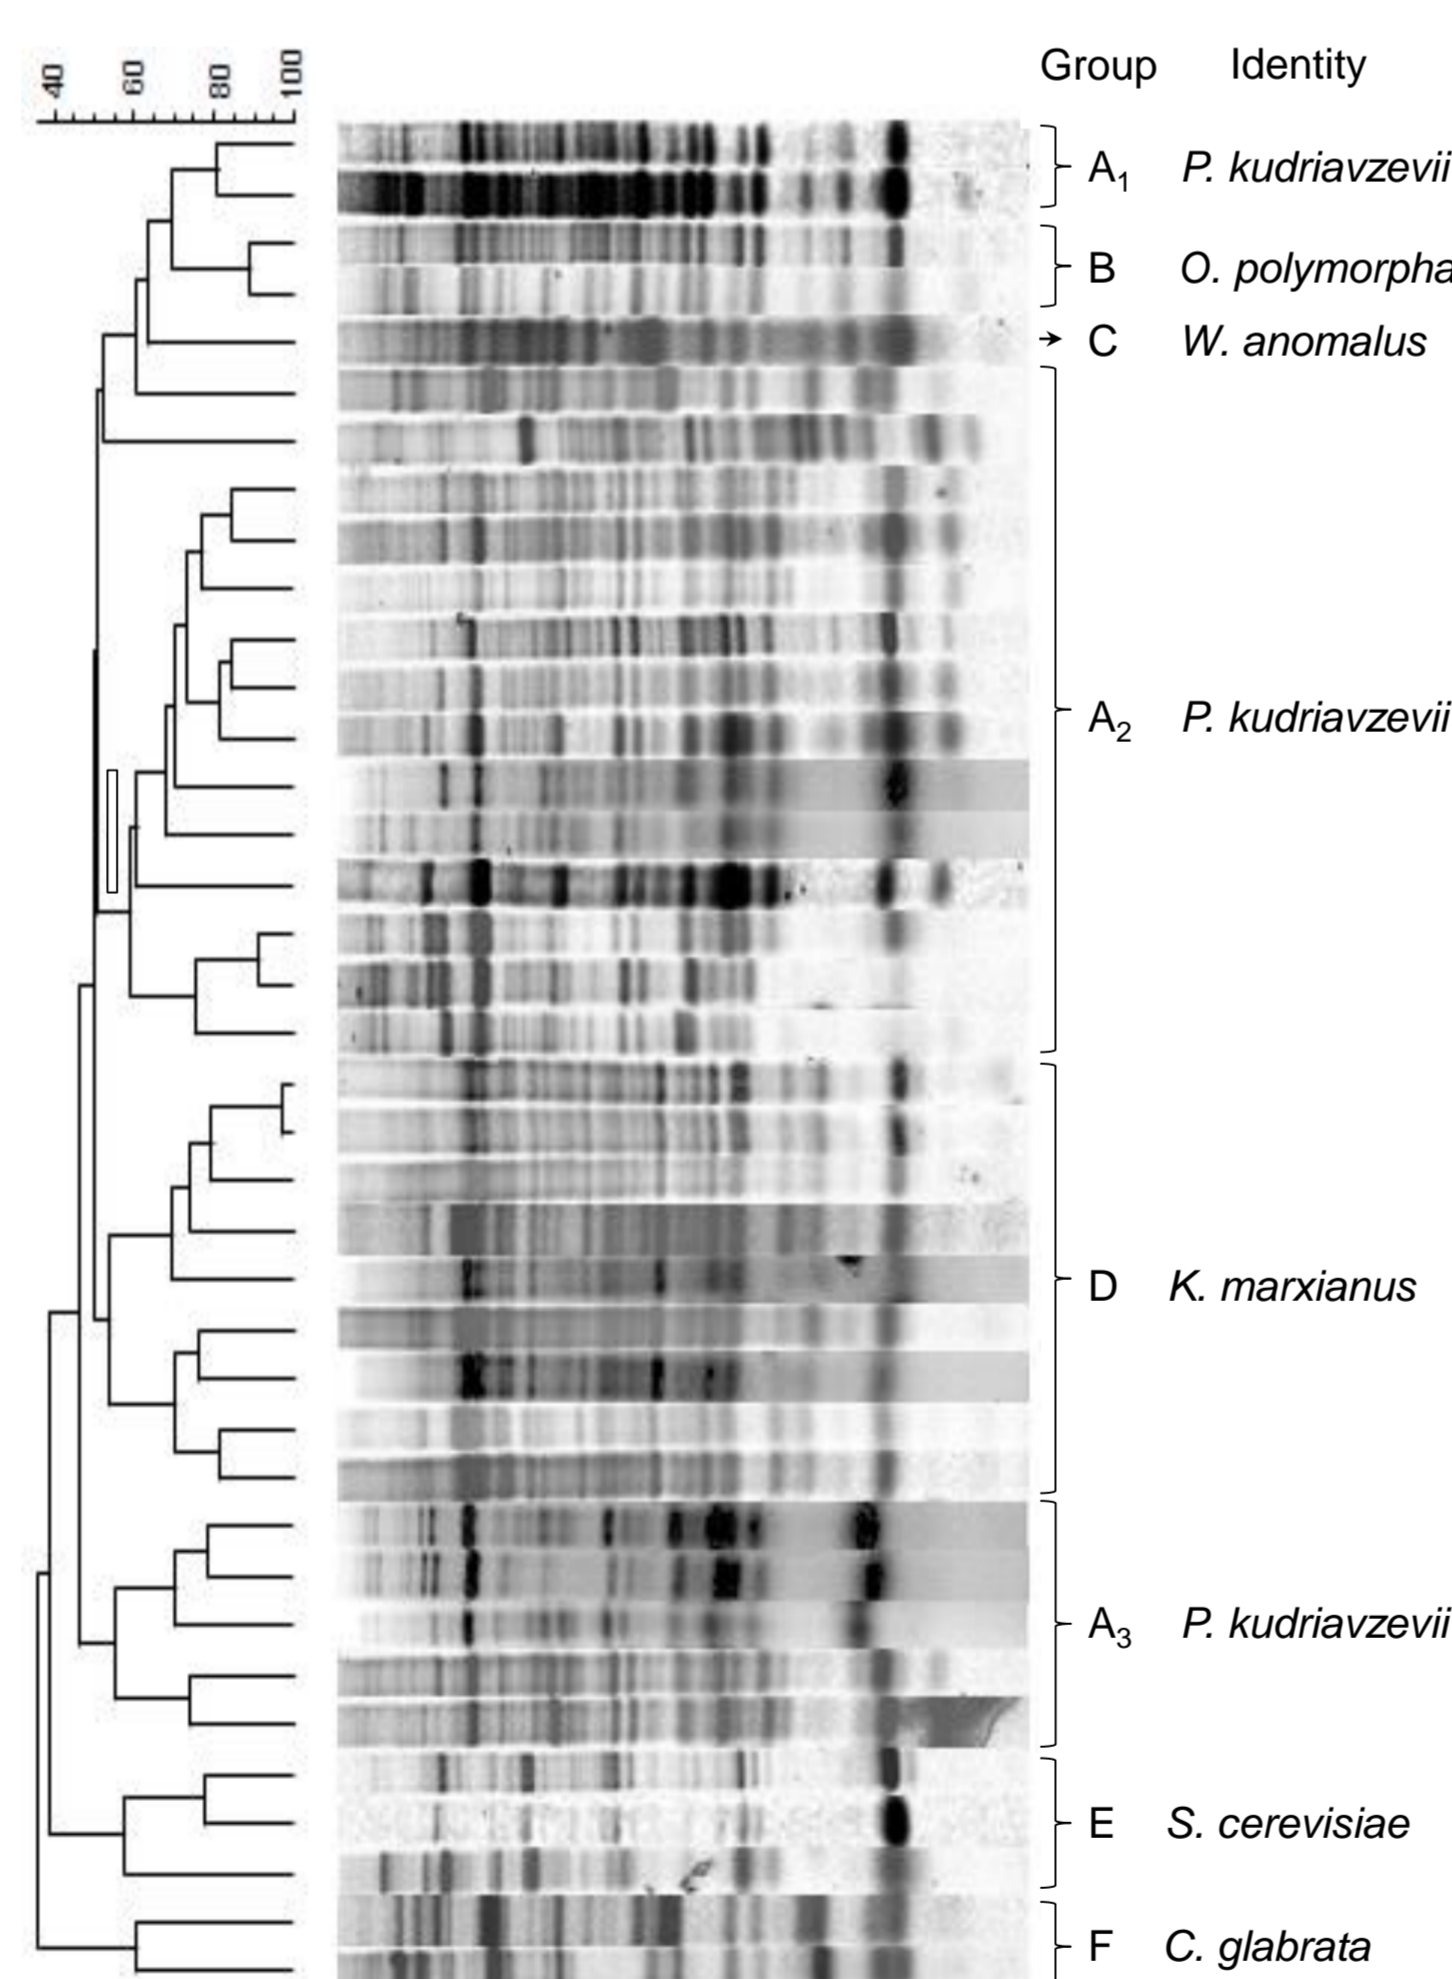 40 60 80 100
Group Identity
A1 P. kudriavzevii
B O. polymorpha
C W. anomalus
A2 P. kudriavzevii
D K. marxianus
A3 P. kudriavzevii
E S. cerevisiae
F C. glabrata